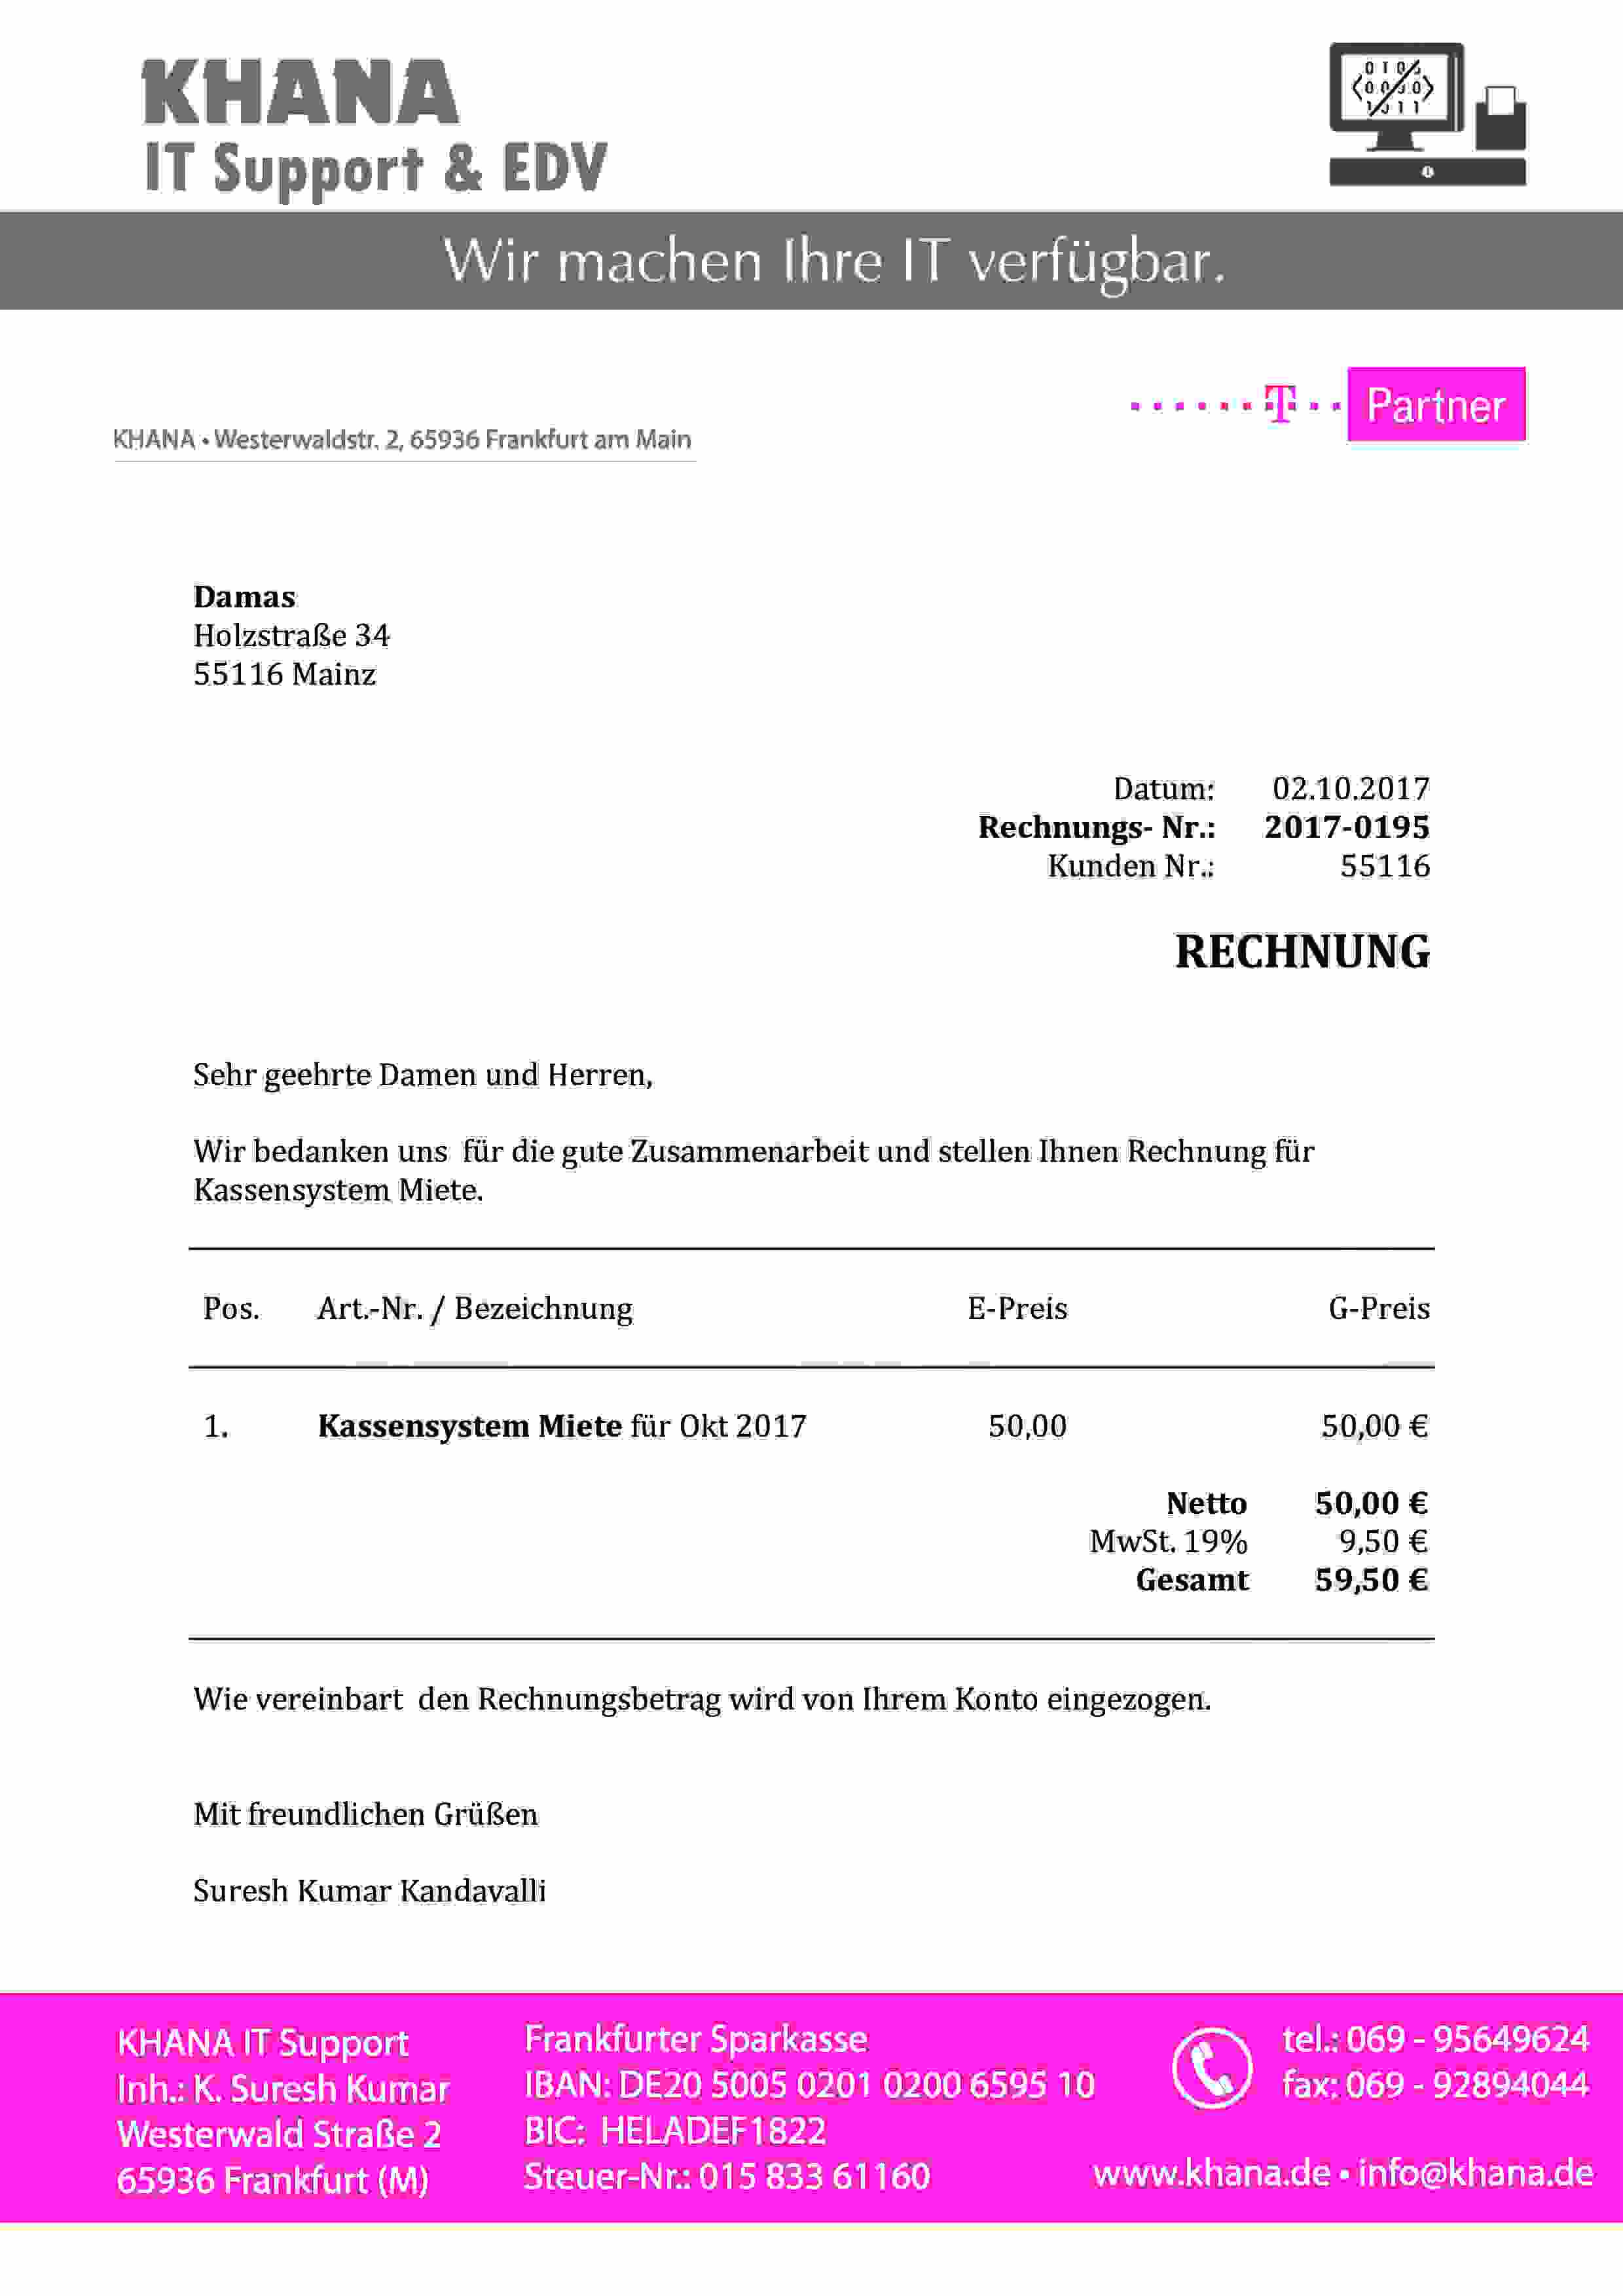 KHANA
IT Support & EDV
Wir machen Ihre IT verfügbar.
T Partner
KHANA • Westerwaldstr. 2, 65936 Frankfurt am Main
Damas
Holzstraße 34
55116 Mainz
Datum: 02.10.2017
Rechnungs- Nr.: 2017-0195
Kunden Nr.: 55116
RECHNUNG
Sehr geehrte Damen und Herren,
Wir bedanken uns für die gute Zusammenarbeit und stellen Ihnen Rechnung für
Kassensystem Miete.
Pos. Art.-Nr. / Bezeichnung E-Preis G-Preis
1. Kassensystem Miete für Okt 2017 50,00 50,00 €
Netto 50,00 €
MwSt. 19% 9,50 €
Gesamt 59,50 €
Wie vereinbart den Rechnungsbetrag wird von Ihrem Konto eingezogen.
Mit freundlichen Grüßen
Suresh Kumar Kandavalli
KHANA IT Support
Inh.: K. Suresh Kumar
Westerwald Straße 2
65936 Frankfurt (M)
Frankfurter Sparkasse
IBAN: DE20 5005 0201 0200 6595 10
BIC: HELADEF1822
Steuer-Nr.: 015 833 61160
tel.: 069 - 95649624
fax: 069 - 92894044
www.khana.de • info@khana.de